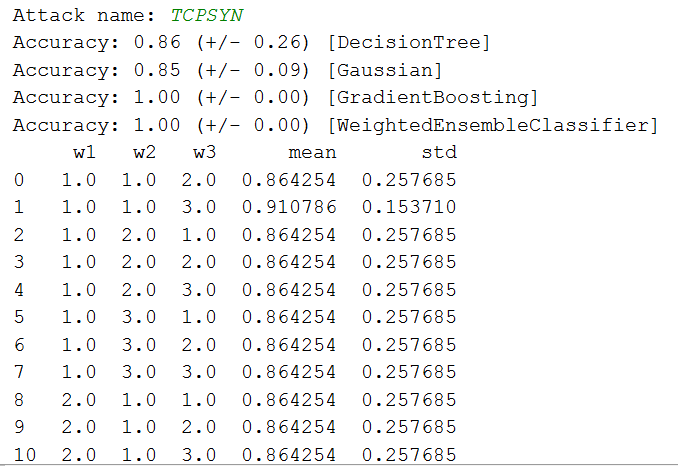 Attack name: TCPSYN
Accuracy: 0.86 (+/- 0.26) [DecisionTree]
Accuracy: 0.85 (+/- 0.09) [Gaussian]
Accuracy: 1.00 (+/- 0.00) [GradientBoosting]
Accuracy: 1.00 (+/- 0.00) [WeightedEnsembleClassifier]
w1 w2 w3 mean std
0 1.0 1.0 2.0 0.864254 0.257685
1 1.0 1.0 3.0 0.910786 0.153710
2 1.0 2.0 1.0 0.864254 0.257685
3 1.0 2.0 2.0 0.864254 0.257685
4 1.0 2.0 3.0 0.864254 0.257685
5 1.0 3.0 1.0 0.864254 0.257685
6 1.0 3.0 2.0 0.864254 0.257685
7 1.0 3.0 3.0 0.864254 0.257685
8 2.0 1.0 1.0 0.864254 0.257685
9 2.0 1.0 2.0 0.864254 0.257685
10 2.0 1.0 3.0 0.864254 0.257685